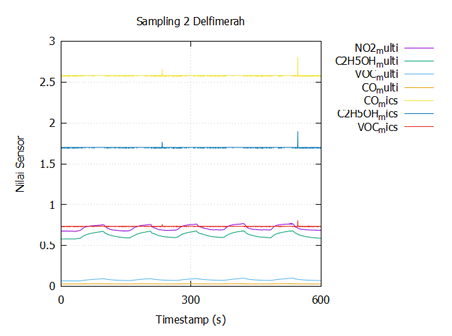 Sampling 2 Delfimerah
3
2.5
2
1.5
1
0.5
0
0 300 600
Nilai Sensor
Timestamp (s)
NO2multi
C2H5OHmulti
VOCmulti
COmulti
COmics
C2H5OHmics
VOCmics